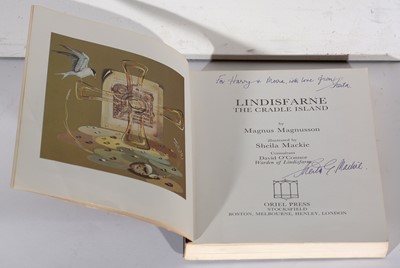 For Harry & Moira, with love from Sheila
LINDISFARNE
THE CRADLE ISLAND
by
Magnus Magnusson
illustrated by
Sheila Mackie
Consultant
David O'Connor
Warden of Lindisfarne
Sheila G Mackie.
ORIEL PRESS
STOCKSFIELD
BOSTON, MELBOURNE, HENLEY, LONDON